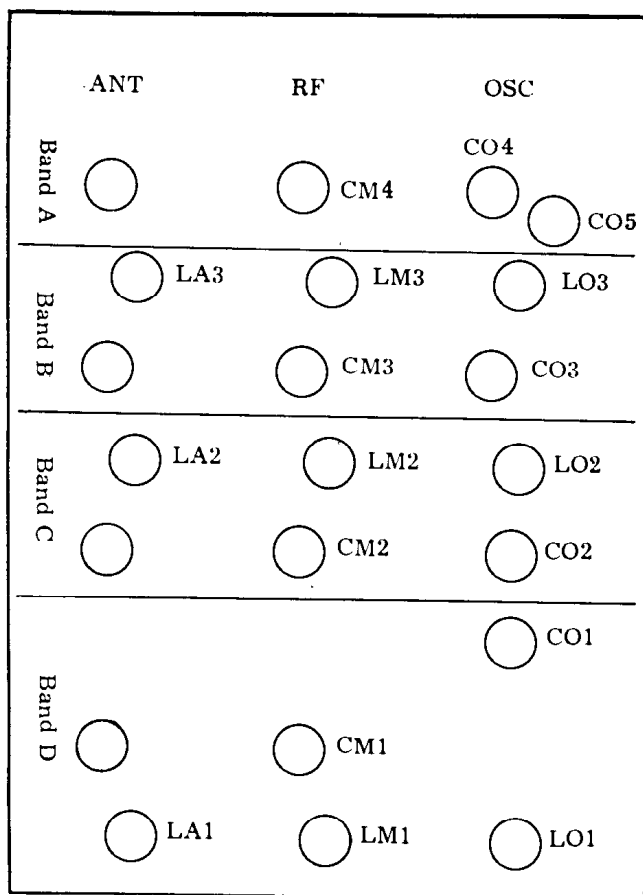 ANT RF OSC
Band A
CO4
CM4
CO5
Band B
LA3 LM3 LO3
CM3 CO3
Band C
LA2 LM2 LO2
CM2 CO2
Band D
CO1
CM1
LA1 LM1 LO1